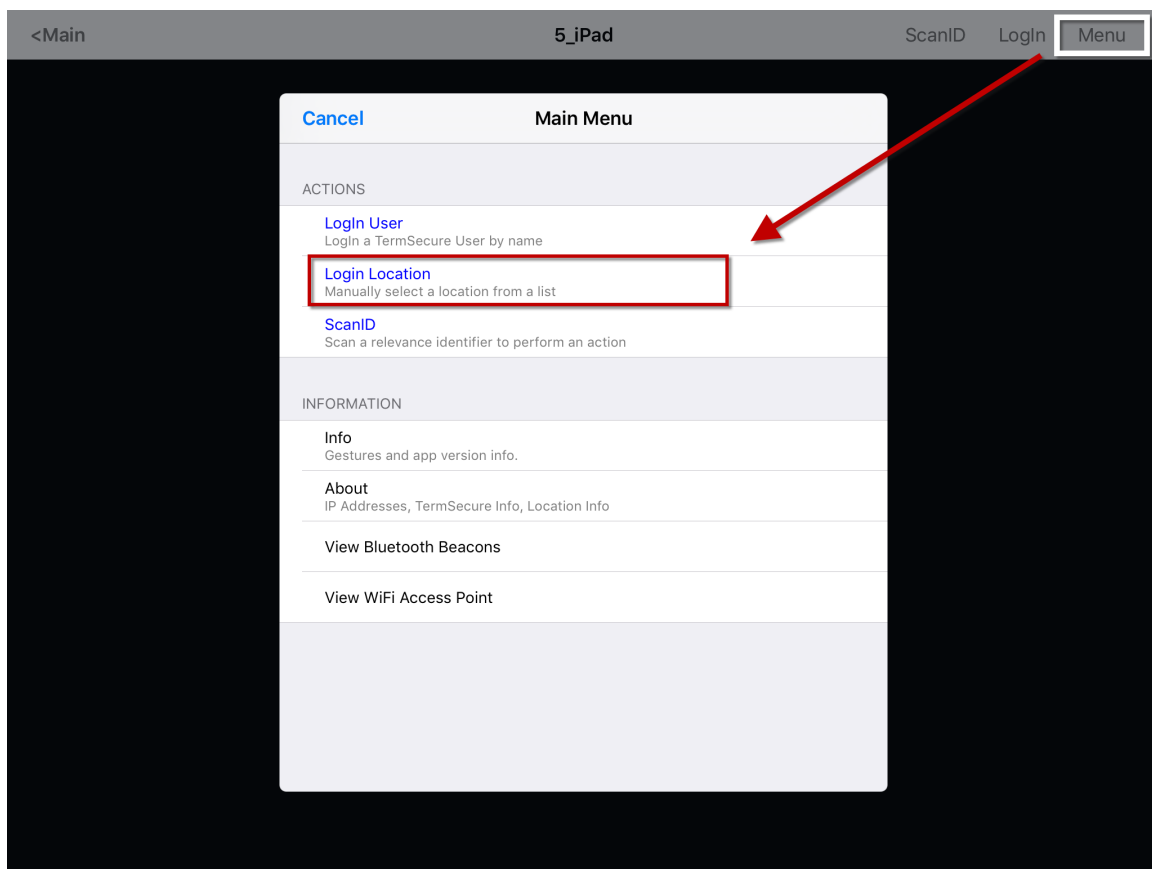 <Main 5_iPad ScanID LogIn Menu
Cancel Main Menu
ACTIONS
LogIn User
LogIn a TermSecure User by name
Login Location
Manually select a location from a list
ScanID
Scan a relevance identifier to perform an action
INFORMATION
Info
Gestures and app version info.
About
IP Addresses, TermSecure Info, Location Info
View Bluetooth Beacons
View WiFi Access Point